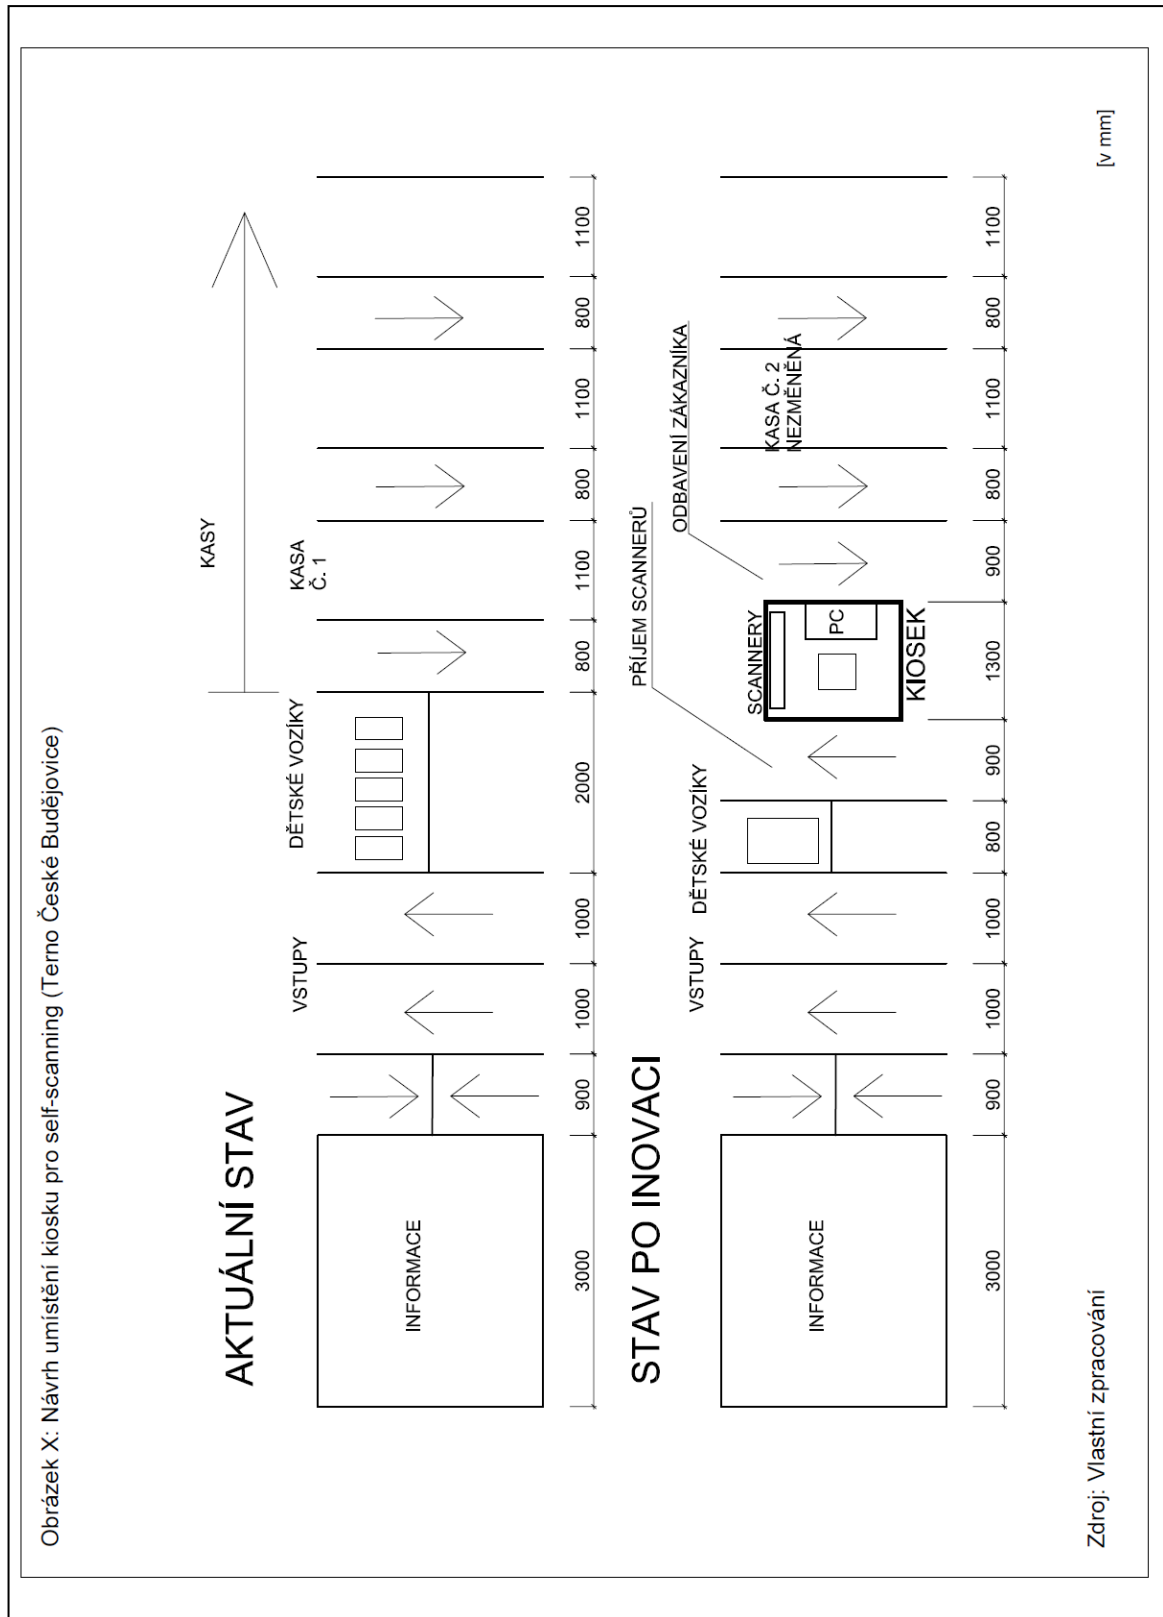 Obrázek X: Návrh umístění kiosku pro self-scanning (Terno České Budějovice)
AKTUÁLNÍ STAV
KASY
VSTUPY
DĚTSKÉ VOZÍKY
KASA
Č. 1
INFORMACE
3000
900
1000
1000
2000
800
1100
800
1100
800
1100
STAV PO INOVACI
PŘÍJEM SCANNERŮ
ODBAVENÍ ZÁKAZNÍKA
VSTUPY
DĚTSKÉ VOZÍKY
SCANNERY
KASA Č. 2
NEZMĚNĚNÁ
INFORMACE
PC
KIOSEK
3000
900
1000
1000
800
900
1300
900
800
1100
800
1100
Zdroj: Vlastní zpracování
[v mm]